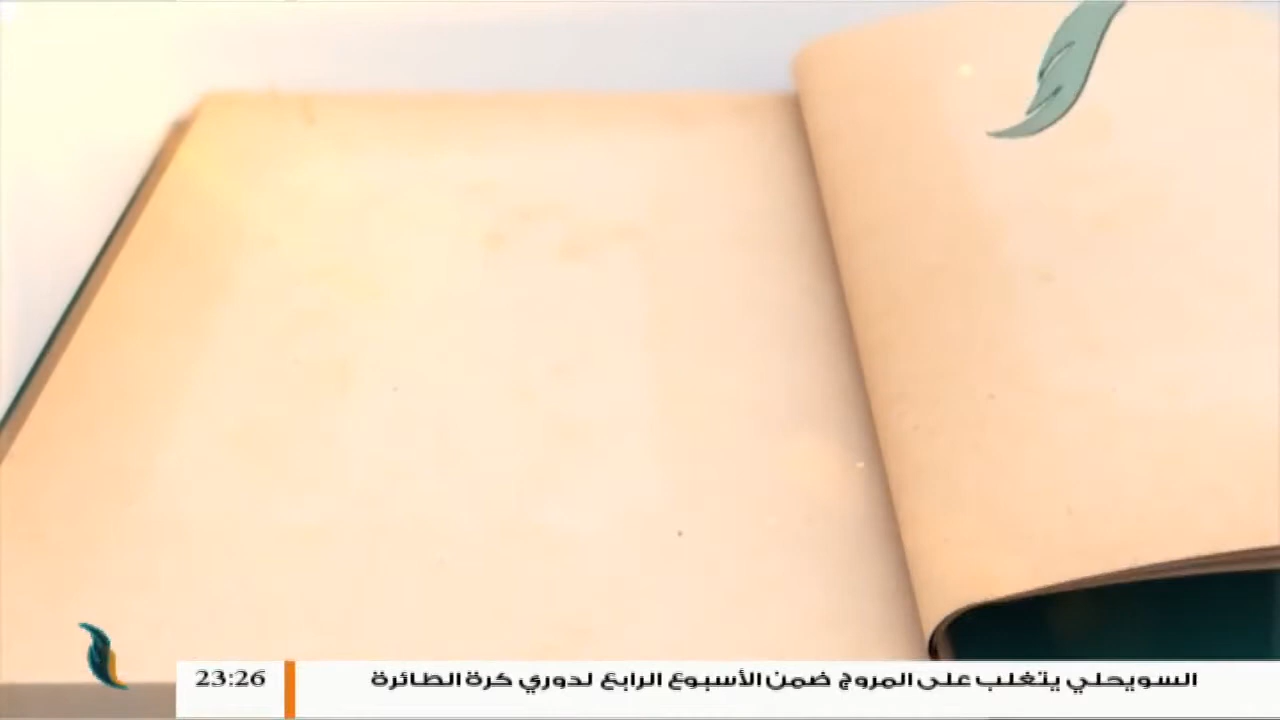 السويحلي يتغلب على المروج ضمن الأسبوع الرابع لدوري كرة الطائرة
23:26